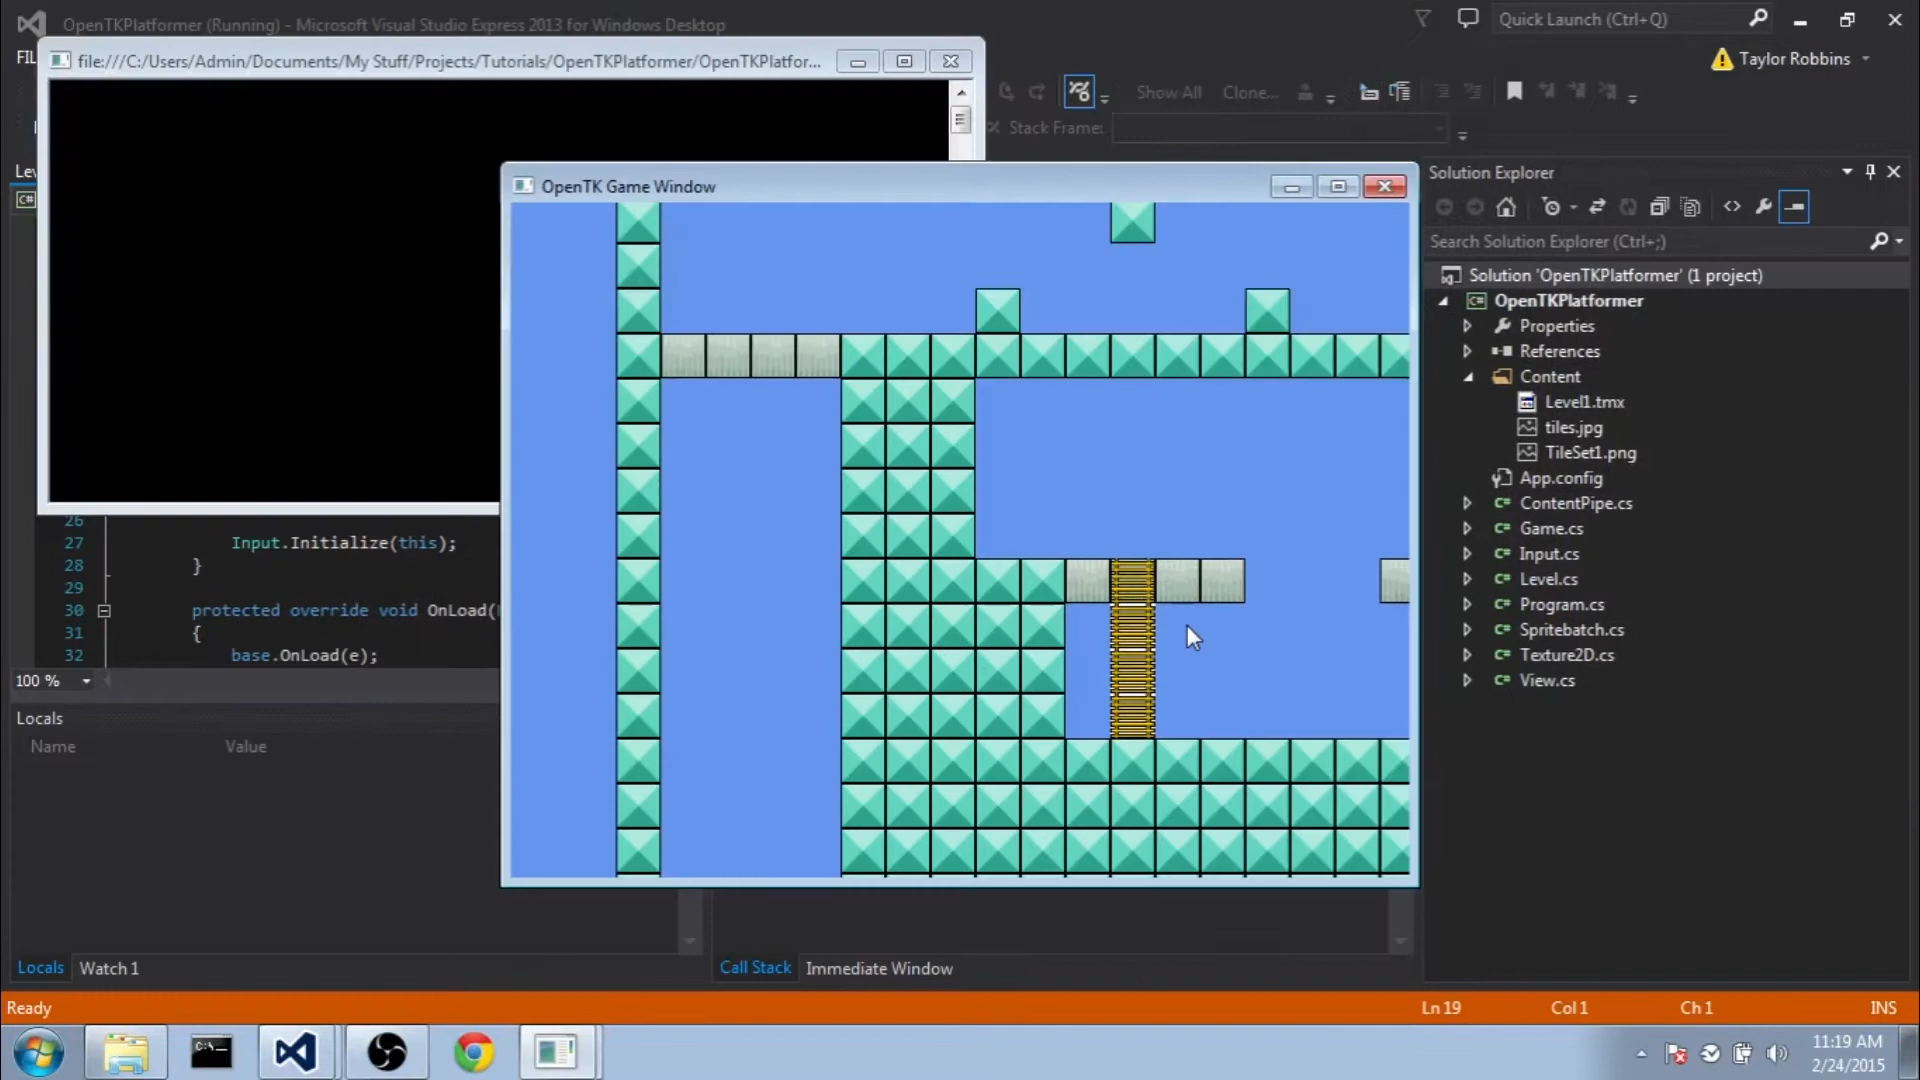 OpenTKPlatformer (Running) - Microsoft Visual Studio Express 2013 for Windows Desktop
Quick Launch (Ctrl+Q)
FIL
file:///C:/Users/Admin/Documents/My Stuff/Projects/Tutorials/OpenTKPlatformer/OpenTKPlatfor...
Taylor Robbins
Show All
Clone...
Stack Frame:
Lev
OpenTK Game Window
Solution Explorer
Search Solution Explorer (Ctrl+;)
Solution 'OpenTKPlatformer' (1 project)
OpenTKPlatformer
Properties
References
Content
Level1.tmx
tiles.jpg
TileSet1.png
App.config
ContentPipe.cs
Game.cs
Input.cs
Level.cs
Program.cs
Spritebatch.cs
Texture2D.cs
View.cs
26
27 Input.Initialize(this);
28 }
29
30 protected override void OnLoad(
31 {
32 base.OnLoad(e);
100 %
Locals
Name Value
Locals Watch 1
Call Stack Immediate Window
Ready
Ln 19 Col 1 Ch 1 INS
11:19 AM
2/24/2015